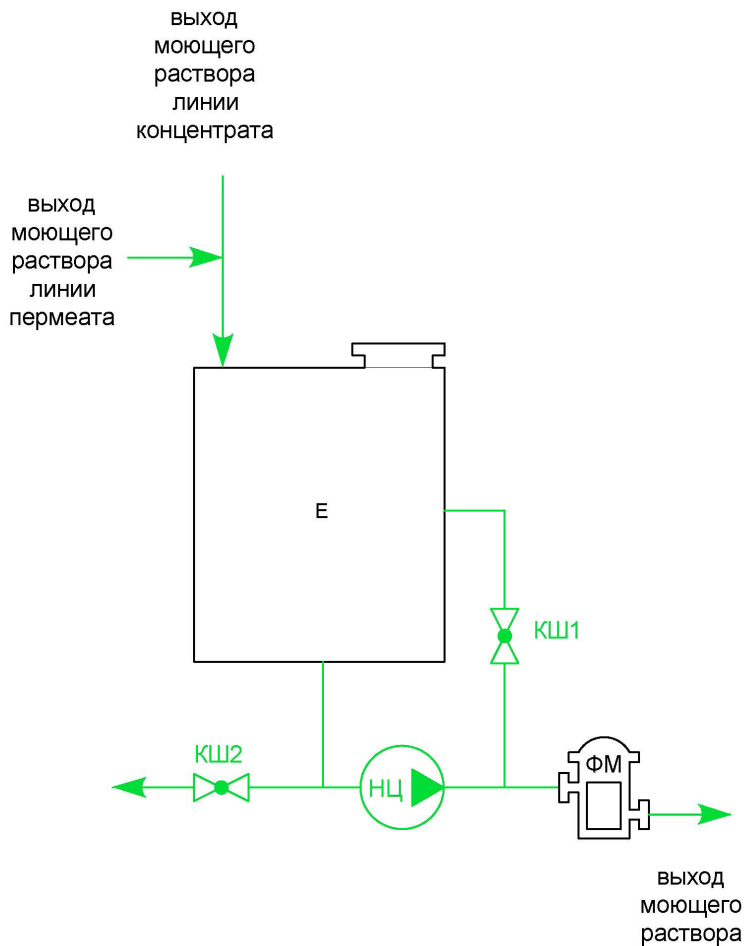 выход
моющего
раствора
линии
концентрата
выход
моющего
раствора
линии
пермеата
Е
КШ1
КШ2
НЦ
ФМ
выход
моющего
раствора